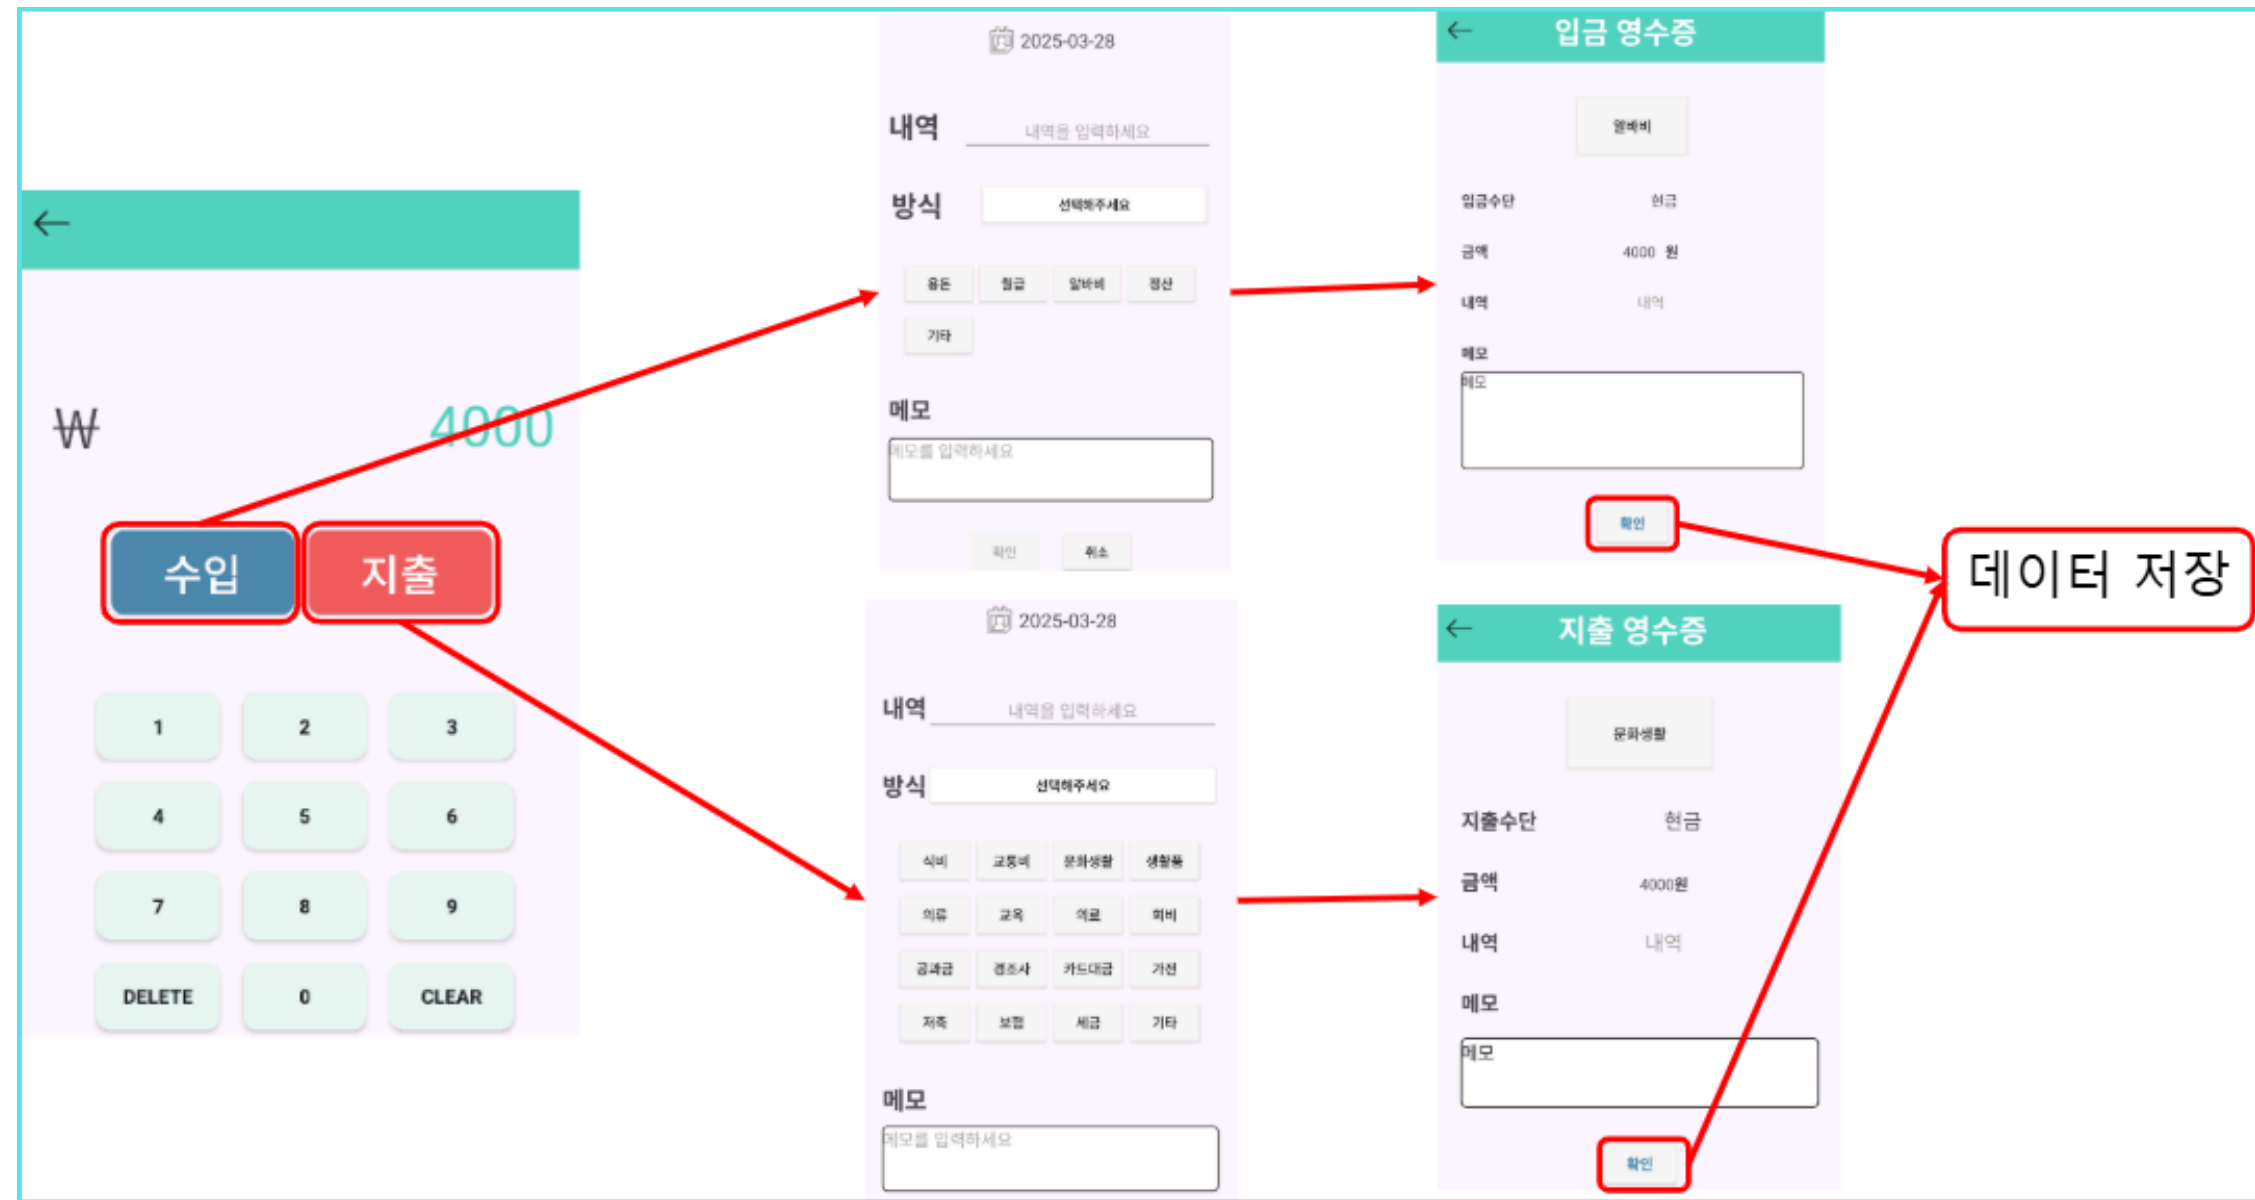 ₩ 4000
수입 지출
1 2 3
4 5 6
7 8 9
DELETE 0 CLEAR
2025-03-28
내역 내역을 입력하세요
방식 선택해주세요
용돈 월급 알바비 정산
기타
메모
메모를 입력하세요
확인 취소
2025-03-28
내역 내역을 입력하세요
방식 선택해주세요
식비 교통비 문화생활 생활품
의류 교육 의료 회비
공과금 경조사 카드대금 가전
저축 보험 세금 기타
메모
메모를 입력하세요
입금 영수증
알바비
입금수단 현금
금액 4000 원
내역 내역
메모
메모
확인
지출 영수증
문화생활
지출수단 현금
금액 4000원
내역 내역
메모
메모
확인
데이터 저장